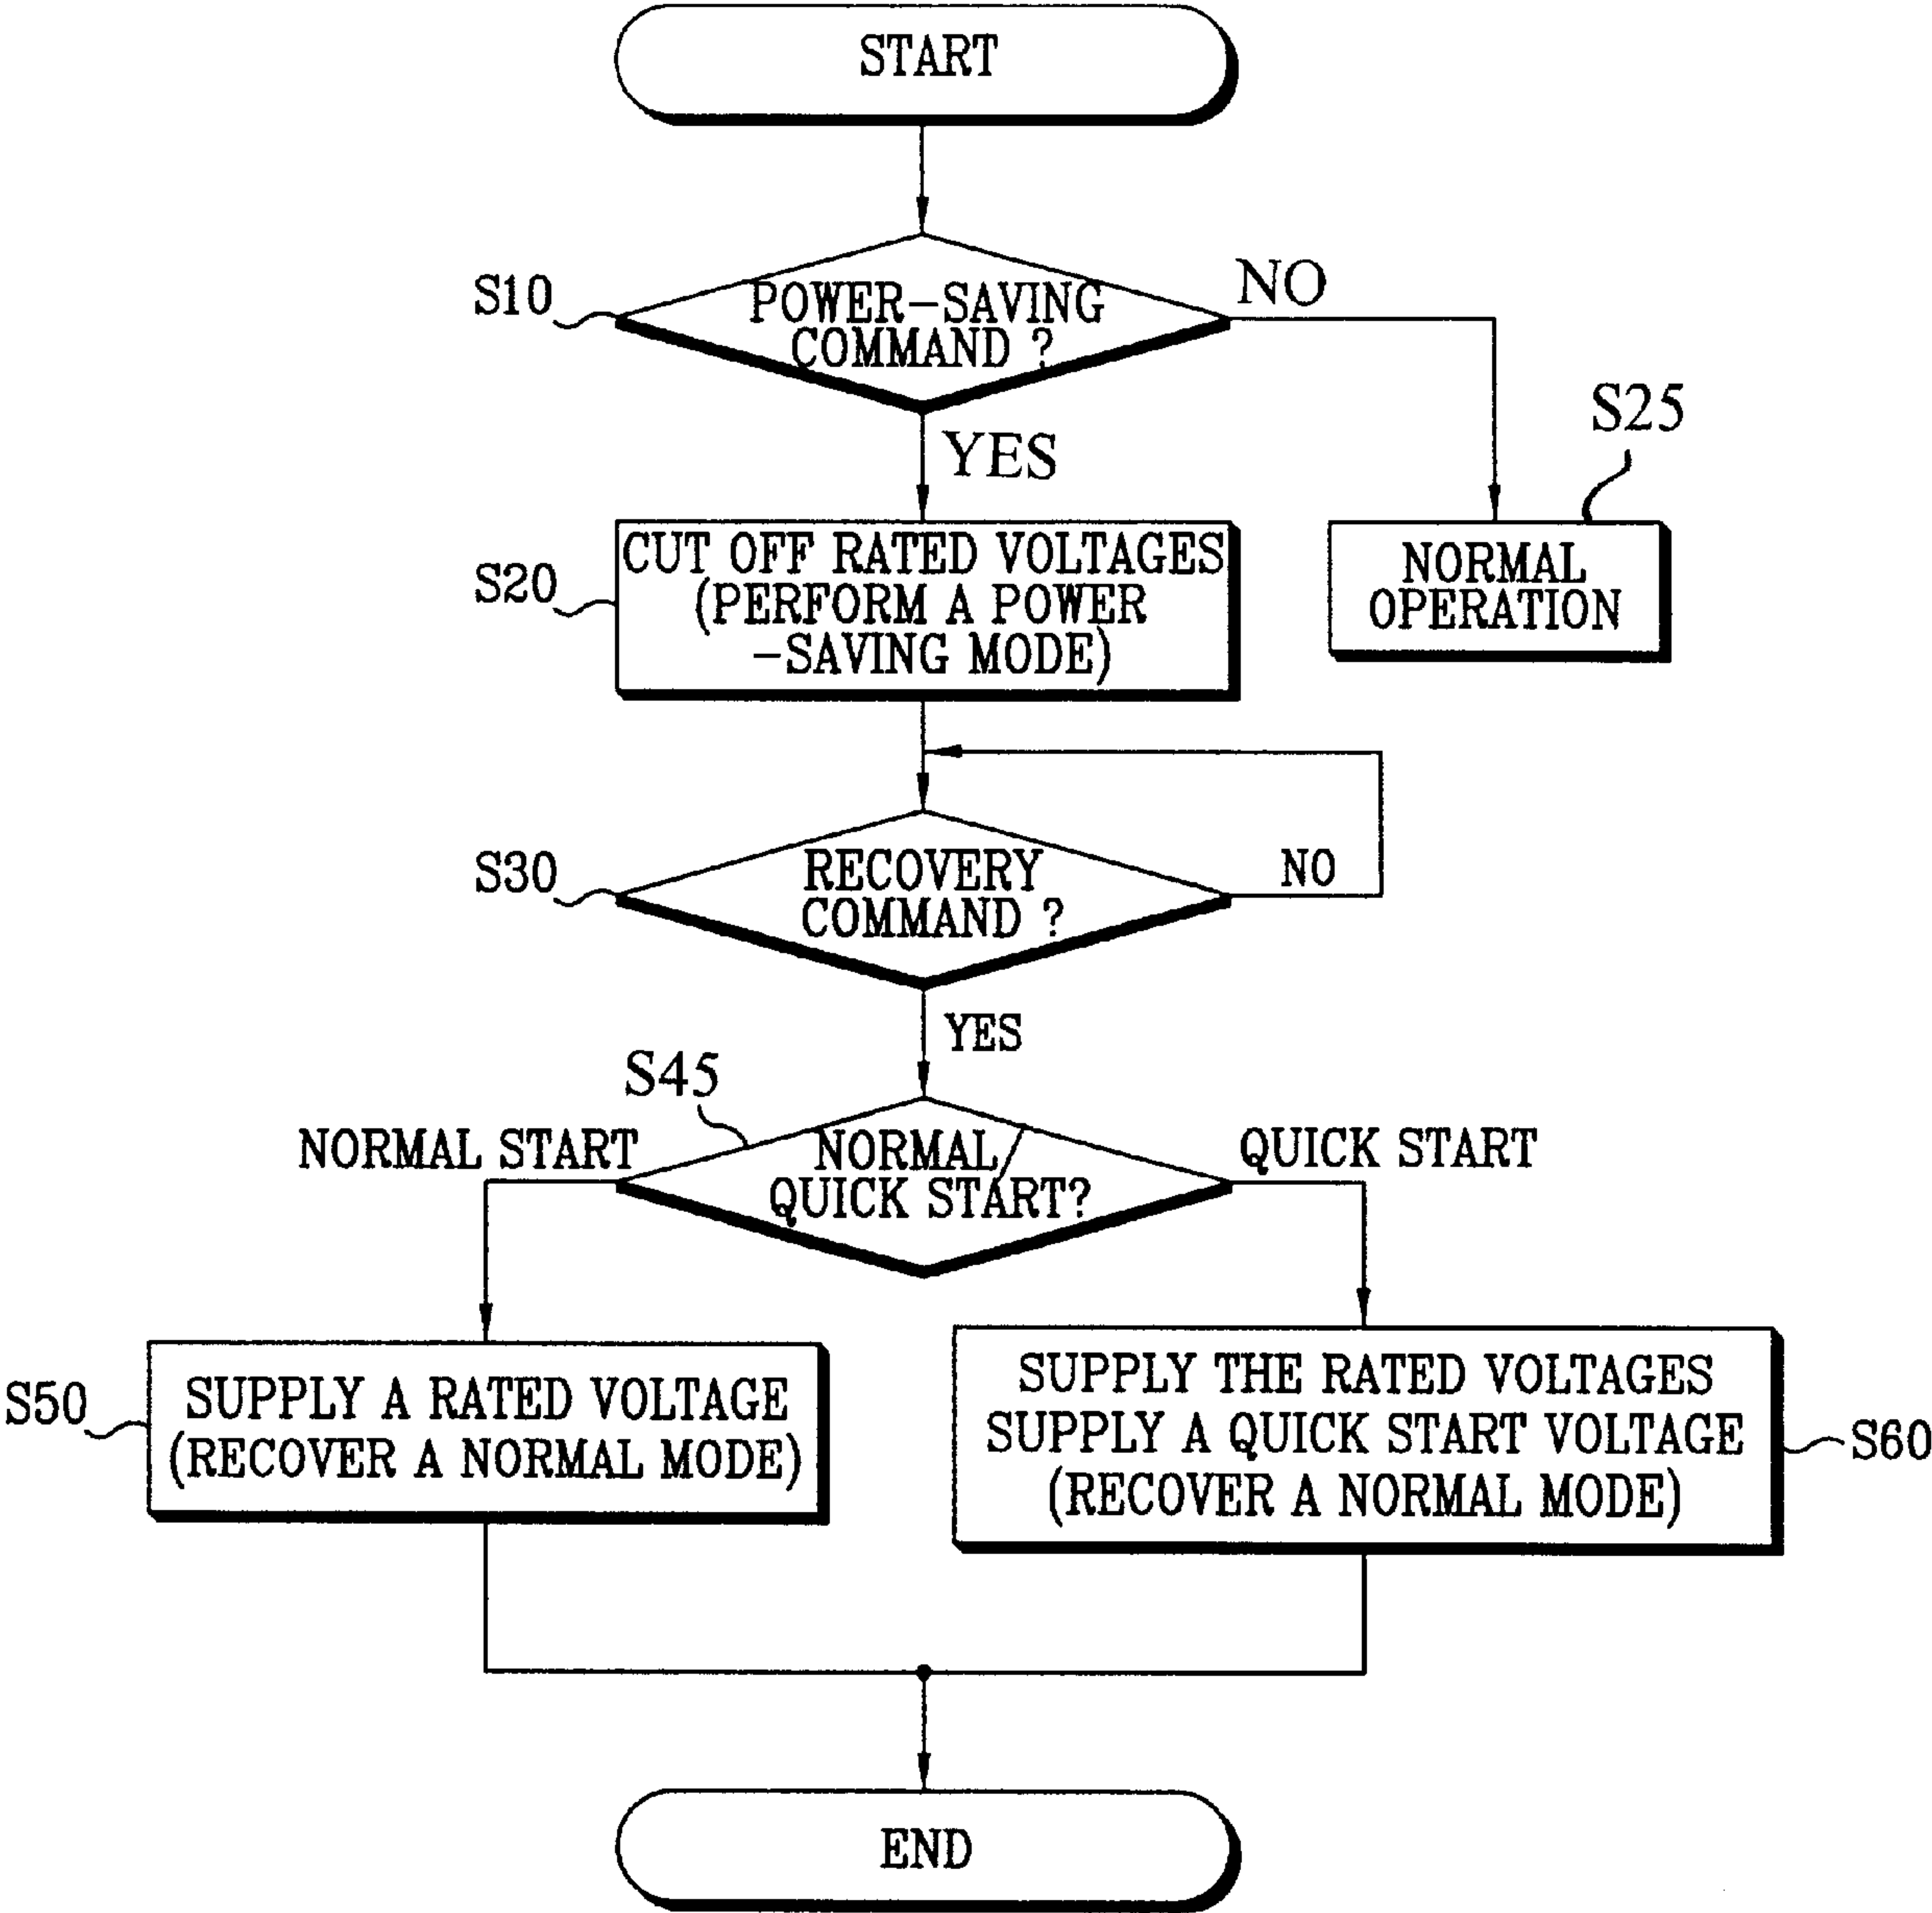 START
S10
POWER-SAVING
COMMAND ?
NO
YES
S25
S20
CUT OFF RATED VOLTAGES
(PERFORM A POWER
-SAVING MODE)
NORMAL
OPERATION
S30
RECOVERY
COMMAND ?
NO
YES
S45
NORMAL START
NORMAL /
QUICK START?
QUICK START
S50
SUPPLY A RATED VOLTAGE
(RECOVER A NORMAL MODE)
SUPPLY THE RATED VOLTAGES
SUPPLY A QUICK START VOLTAGE
(RECOVER A NORMAL MODE)
S60
END